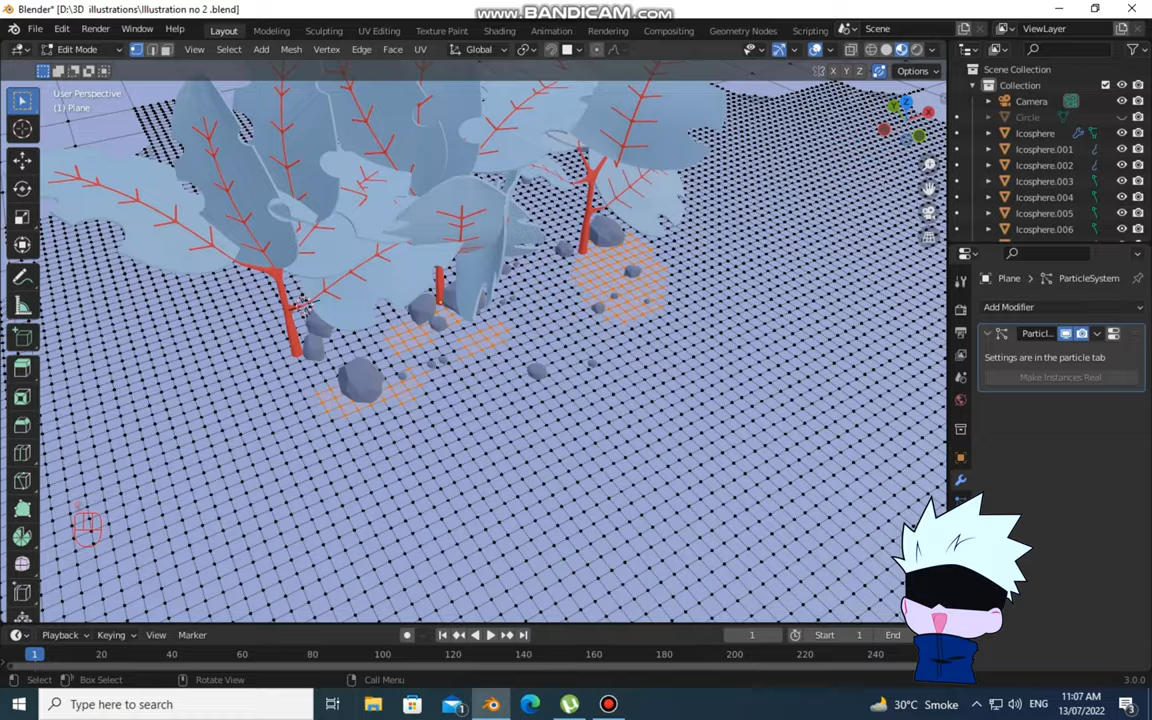 www.BANDICAM.com
Blender* [D:\3D illustrations\Illustration no 2 .blend]
File Edit Render Window Help Layout Modeling Sculpting UV Editing Texture Paint Shading Animation Rendering Compositing Geometry Nodes Scripting Scene ViewLayer
Edit Mode View Select Add Mesh Vertex Edge Face UV Global
X Y Z Options
User Perspective
(1) Plane
Scene Collection
Collection
Camera
Circle
Icosphere
Icosphere.001
Icosphere.002
Icosphere.003
Icosphere.004
Icosphere.005
Icosphere.006
Plane ParticleSystem
Add Modifier
Particl...
Settings are in the particle tab
Make Instances Real
Playback Keying View Marker 1 Start 1 End
1 20 40 60 80 100 120 140 160 180 200 220 240
Select Box Select Rotate View Call Menu 3.0.0
Type here to search
30°C Smoke ENG
11:07 AM
13/07/2022